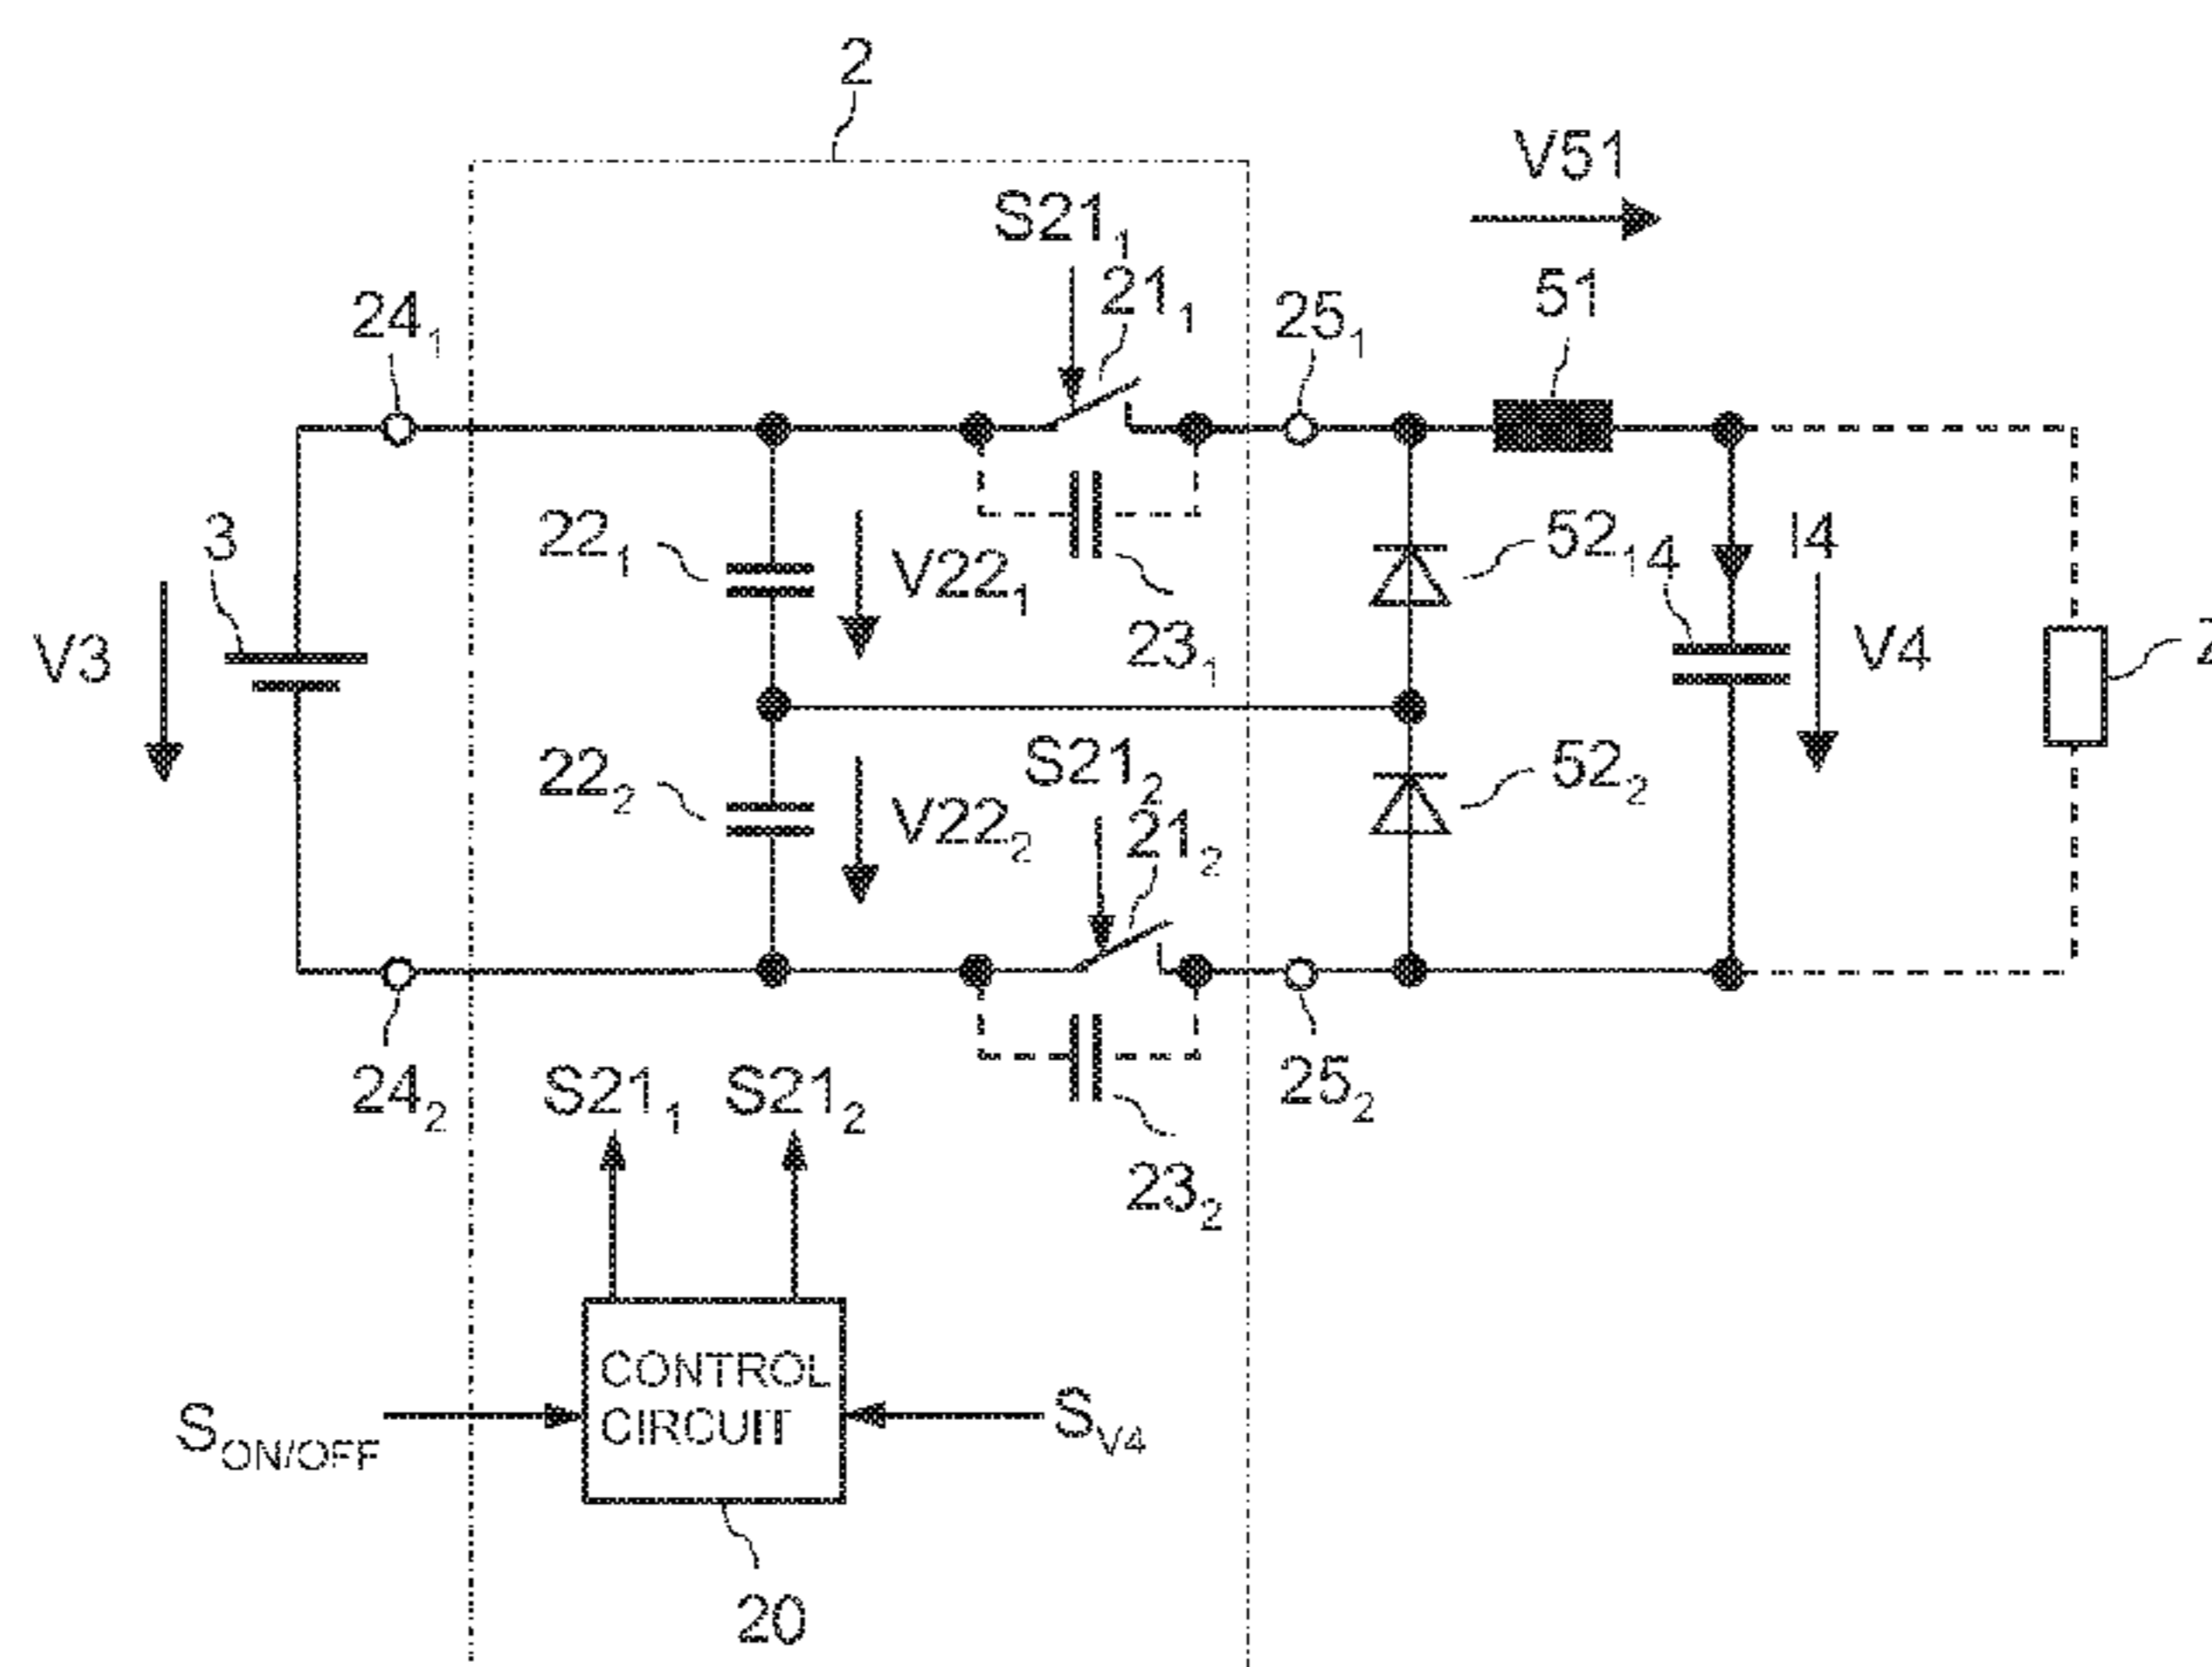 2
V51
S21₁
21₁
51
24₁
25₁
3
V3
22₁
V22₁
23₁
52₁
4
I4
V4
22₂
V22₂
S21₂
21₂
52₂
24₂
S21₁
S21₂
25₂
23₂
CONTROL
CIRCUIT
S_ON/OFF
S_V4
20